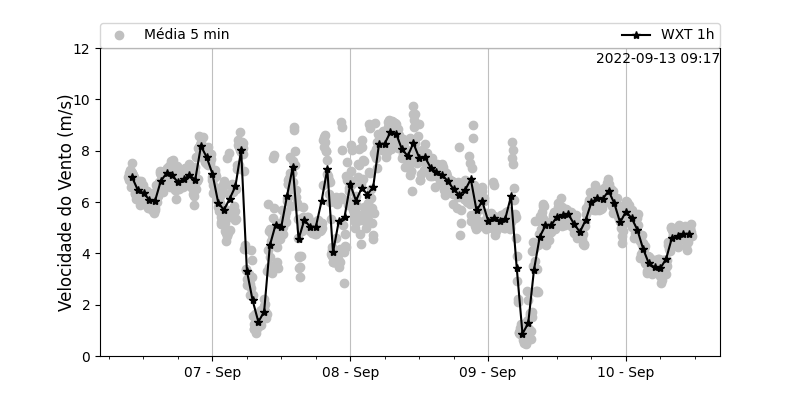 Média 5 min
WXT 1h
2022-09-13 09:17
Velocidade do Vento (m/s)
12
10
8
6
4
2
0
07 - Sep
08 - Sep
09 - Sep
10 - Sep